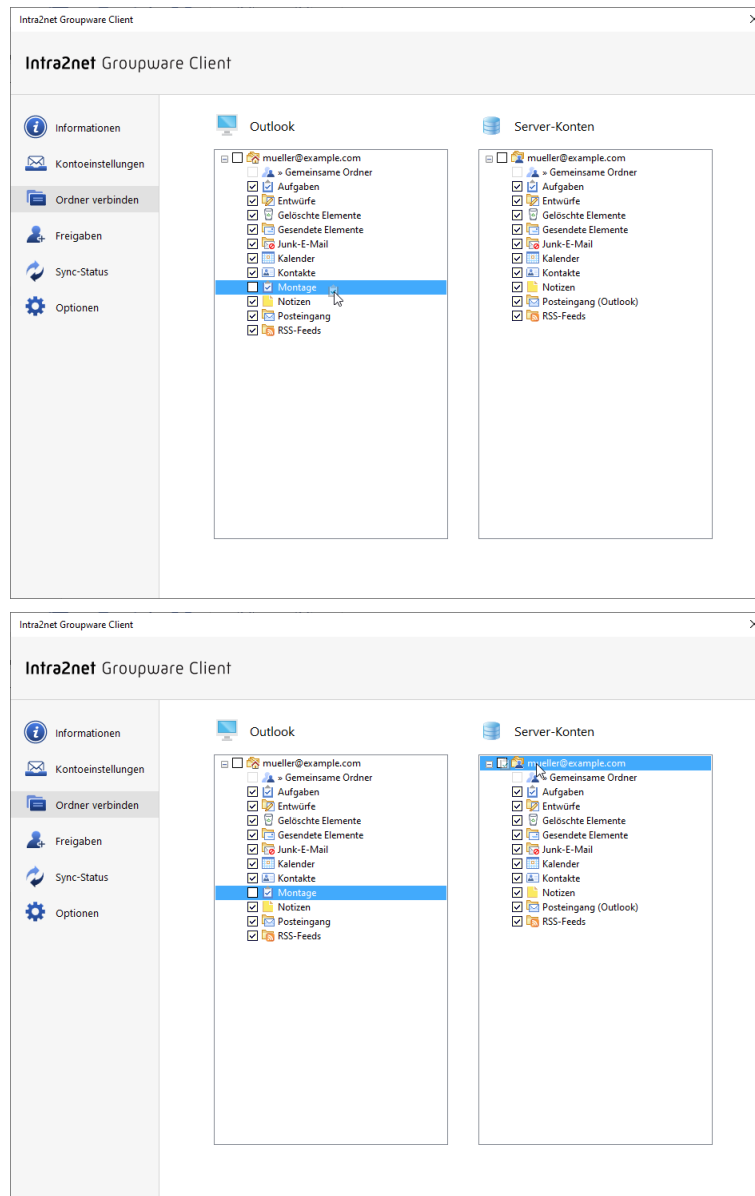 Intra2net Groupware Client
Intra2net Groupware Client
Informationen
Kontoeinstellungen
Ordner verbinden
Freigaben
Sync-Status
Optionen
Outlook
mueller@example.com
» Gemeinsame Ordner
Aufgaben
Entwürfe
Gelöschte Elemente
Gesendete Elemente
Junk-E-Mail
Kalender
Kontakte
Montage
Notizen
Posteingang
RSS-Feeds
Server-Konten
mueller@example.com
» Gemeinsame Ordner
Aufgaben
Entwürfe
Gelöschte Elemente
Gesendete Elemente
Junk-E-Mail
Kalender
Kontakte
Notizen
Posteingang (Outlook)
RSS-Feeds
Intra2net Groupware Client
Intra2net Groupware Client
Informationen
Kontoeinstellungen
Ordner verbinden
Freigaben
Sync-Status
Optionen
Outlook
mueller@example.com
» Gemeinsame Ordner
Aufgaben
Entwürfe
Gelöschte Elemente
Gesendete Elemente
Junk-E-Mail
Kalender
Kontakte
Montage
Notizen
Posteingang
RSS-Feeds
Server-Konten
mueller@example.com
» Gemeinsame Ordner
Aufgaben
Entwürfe
Gelöschte Elemente
Gesendete Elemente
Junk-E-Mail
Kalender
Kontakte
Notizen
Posteingang (Outlook)
RSS-Feeds